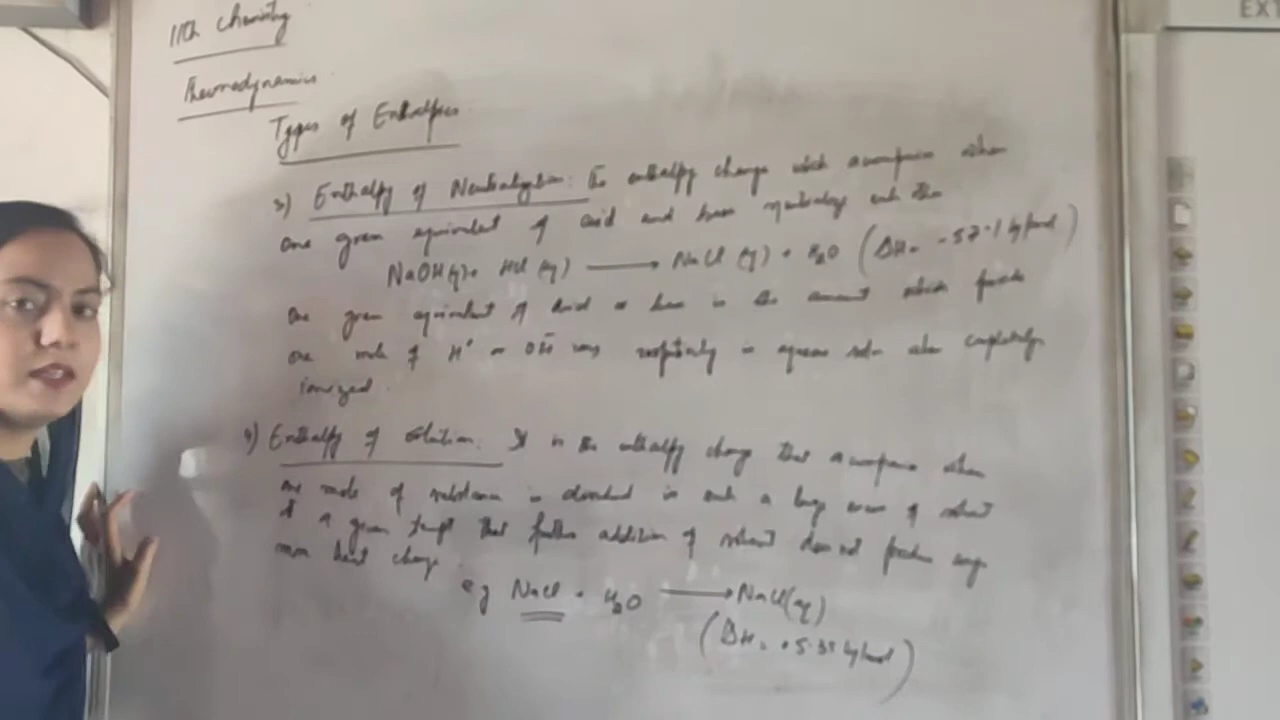 11th Chemistry
Thermodynamics
Types of Enthalpies
3) Enthalpy of Neutralization: The enthalpy change which accompanies when
one gram equivalent of acid and base neutralize each other
NaOH(aq) + HCl (aq) → NaCl (aq) + H₂O (ΔH = -57.1 kj/mol)
One gram equivalent of Acid or base is the amount which provides
one mole of H⁺ or OH⁻ ions respectively in aqueous soln when completely
ionized.
4) Enthalpy of solution: It is the enthalpy change that accompanies when
one mole of substance is dissolved in such a large excess of solvent
at a given temp that further addition of solvent does not produce any
more heat change.
eg NaCl + H₂O → NaCl(aq)
(ΔH = +5.35 kj/mol)
EXT